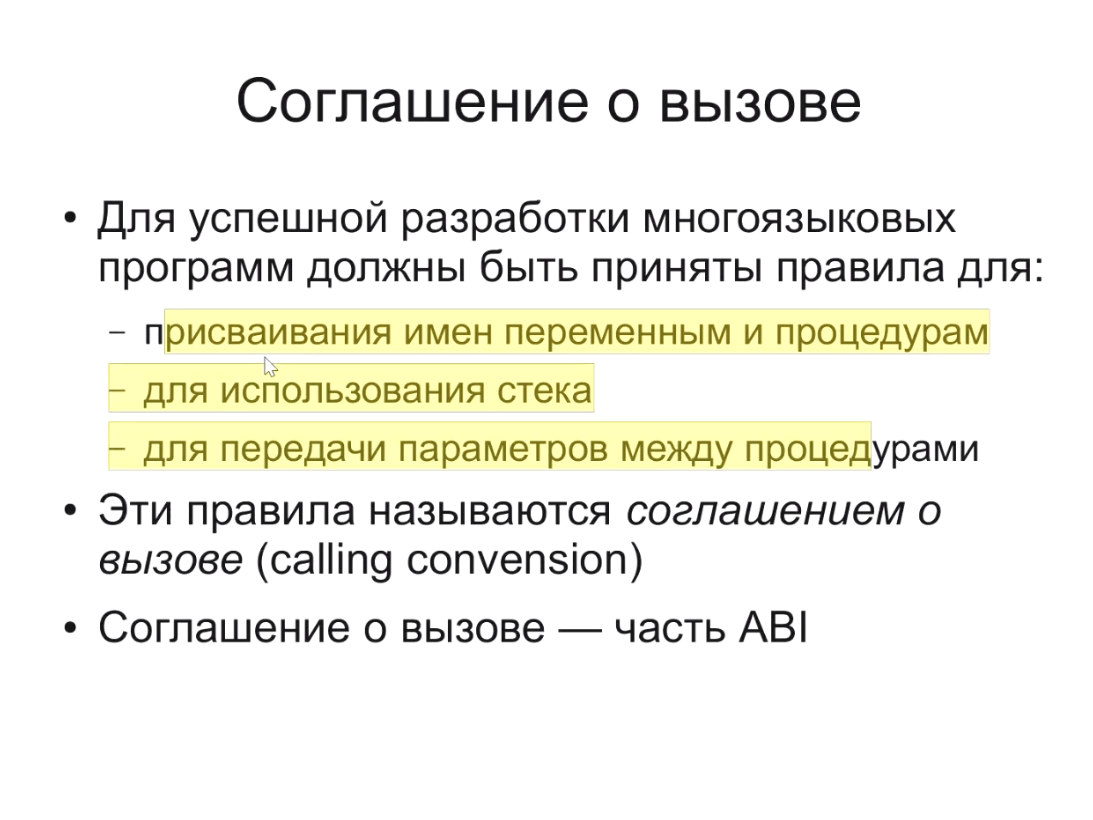 Соглашение о вызове
• Для успешной разработки многоязыковых
программ должны быть приняты правила для:
– присваивания имен переменным и процедурам
– для использования стека
– для передачи параметров между процедурами
• Эти правила называются соглашением о
вызове (calling convension)
• Соглашение о вызове — часть ABI